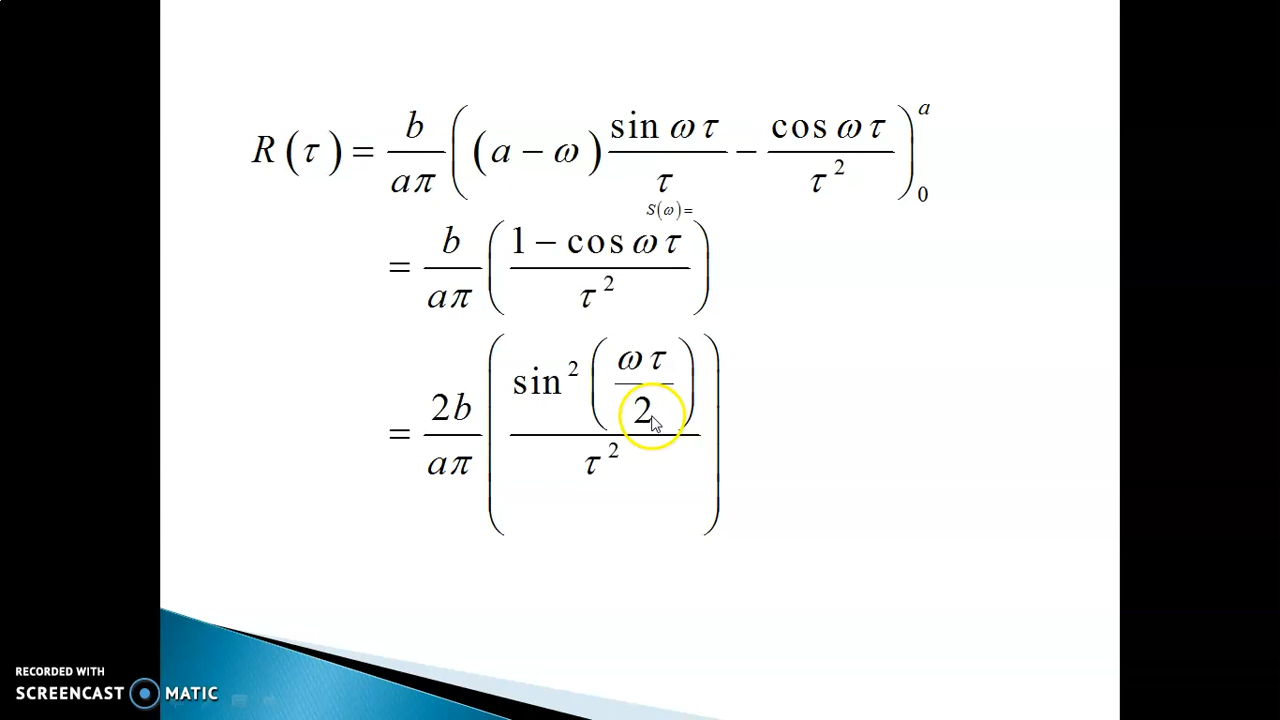 R(τ) = b/(aπ) ((a − ω) sin ωτ/τ − cos ωτ/τ²)₀ᵃ
S(ω) =
= b/(aπ) ((1 − cos ωτ)/τ²)
= 2b/(aπ) (sin²(ωτ/2)/τ²)
RECORDED WITH
SCREENCAST MATIC